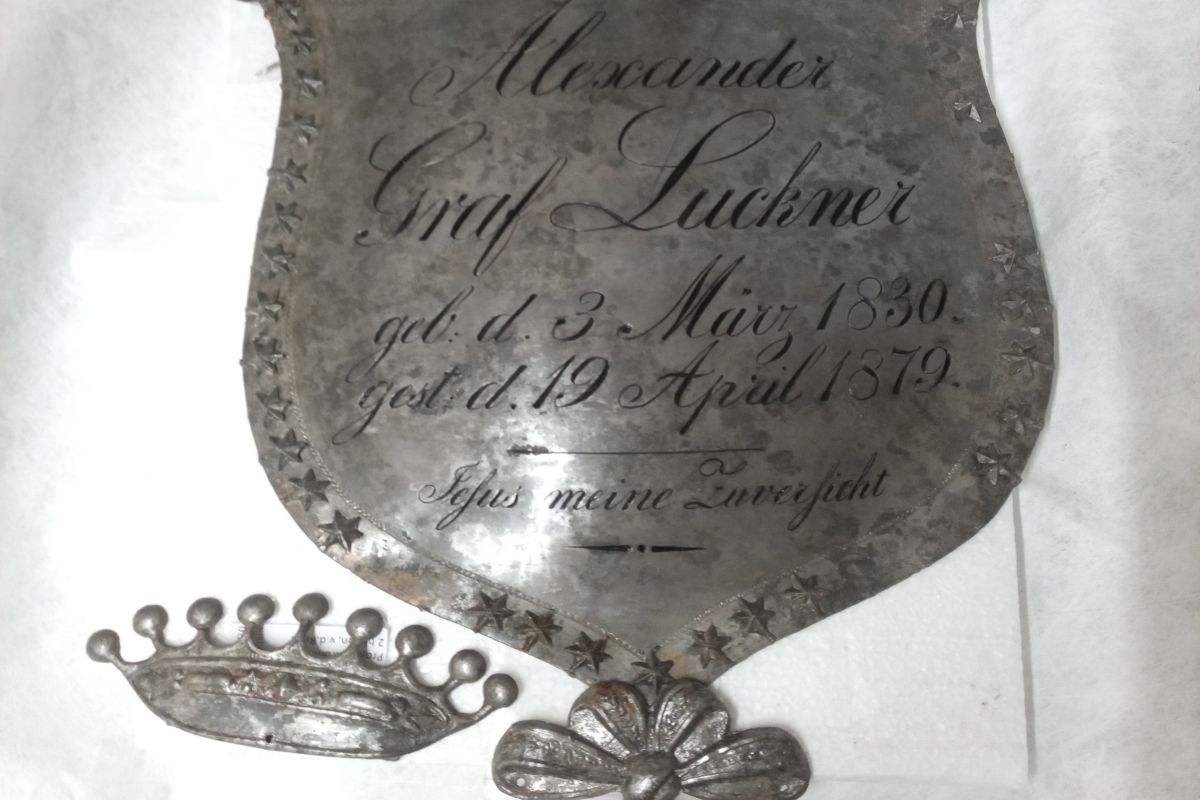 Alexander
Graf Luckner
geb. d. 3 März 1830.
gest. d. 19 April 1879.
Jesus meine Zuversicht